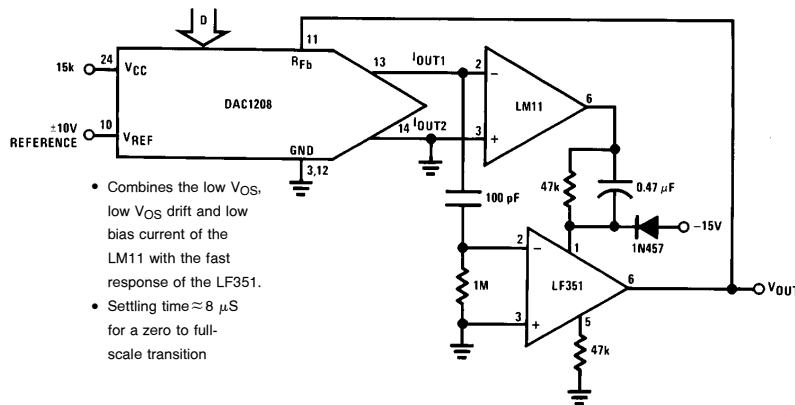 D
11
RFb
15k
24
VCC
DAC1208
13
IOUT1
2
−
LM11
6
±10V
REFERENCE
10
VREF
14
IOUT2
3
+
GND
3,12
47k
0.47 μF
100 pF
−15V
1N457
1
2
−
LF351
6
VOUT
1M
3
+
5
47k
• Combines the low VOS,
low VOS drift and low
bias current of the
LM11 with the fast
response of the LF351.
• Settling time≈8 μS
for a zero to full-
scale transition